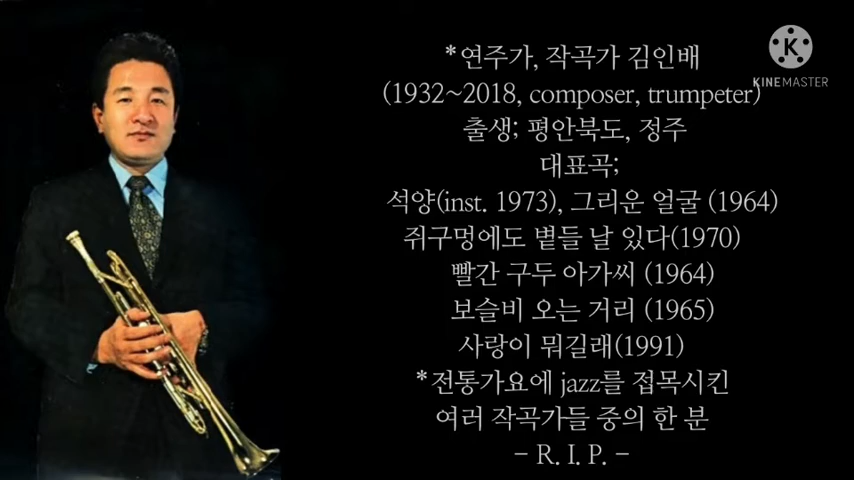 *연주가, 작곡가 김인배
(1932~2018, composer, trumpeter)
출생; 평안북도, 정주
대표곡;
석양(inst. 1973), 그리운 얼굴 (1964)
쥐구멍에도 볕들 날 있다(1970)
빨간 구두 아가씨 (1964)
보슬비 오는 거리 (1965)
사랑이 뭐길래(1991)
*전통가요에 jazz를 접목시킨
여러 작곡가들 중의 한 분
- R. I. P. -
K
KINEMASTER